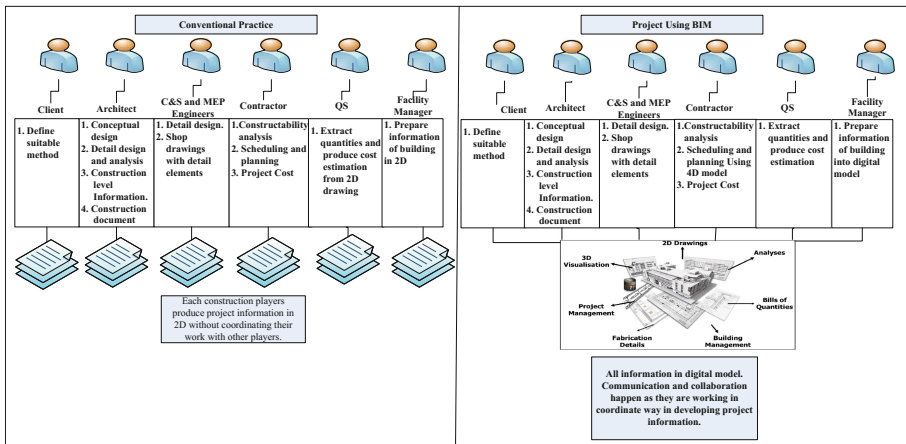 Conventional Practice
Client
Architect
C&S and MEP
Engineers
Contractor
QS
Facility
Manager
1. Define
suitable
method
1. Conceptual
design
2. Detail design
and analysis
3. Construction
level
Information.
4. Construction
document
1. Detail design.
2. Shop
drawings
with detail
elements
1.Constructability
analysis
2. Scheduling and
planning
3. Project Cost
1. Extract
quantities and
produce cost
estimation
from 2D
drawing
1. Prepare
information
of building
in 2D
Each construction players
produce project information in
2D without coordinating their
work with other players.
Project Using BIM
Client
Architect
C&S and MEP
Engineers
Contractor
QS
Facility
Manager
1. Define
suitable
method
1. Conceptual
design
2. Detail design
and analysis
3. Construction
level
Information.
4. Construction
document
1. Detail design.
2. Shop
drawings
with detail
elements
1.Constructability
analysis
2. Scheduling and
planning Using
4D model
3. Project Cost
1. Extract
quantities and
produce cost
estimation
1. Prepare
information
of building
into digital
model
2D Drawings
3D
Visualisation
Analyses
Project
Management
Bills of
Quantities
Fabrication
Details
Building
Management
All information in digital model.
Communication and collaboration
happen as they are working in
coordinate way in developing project
information.